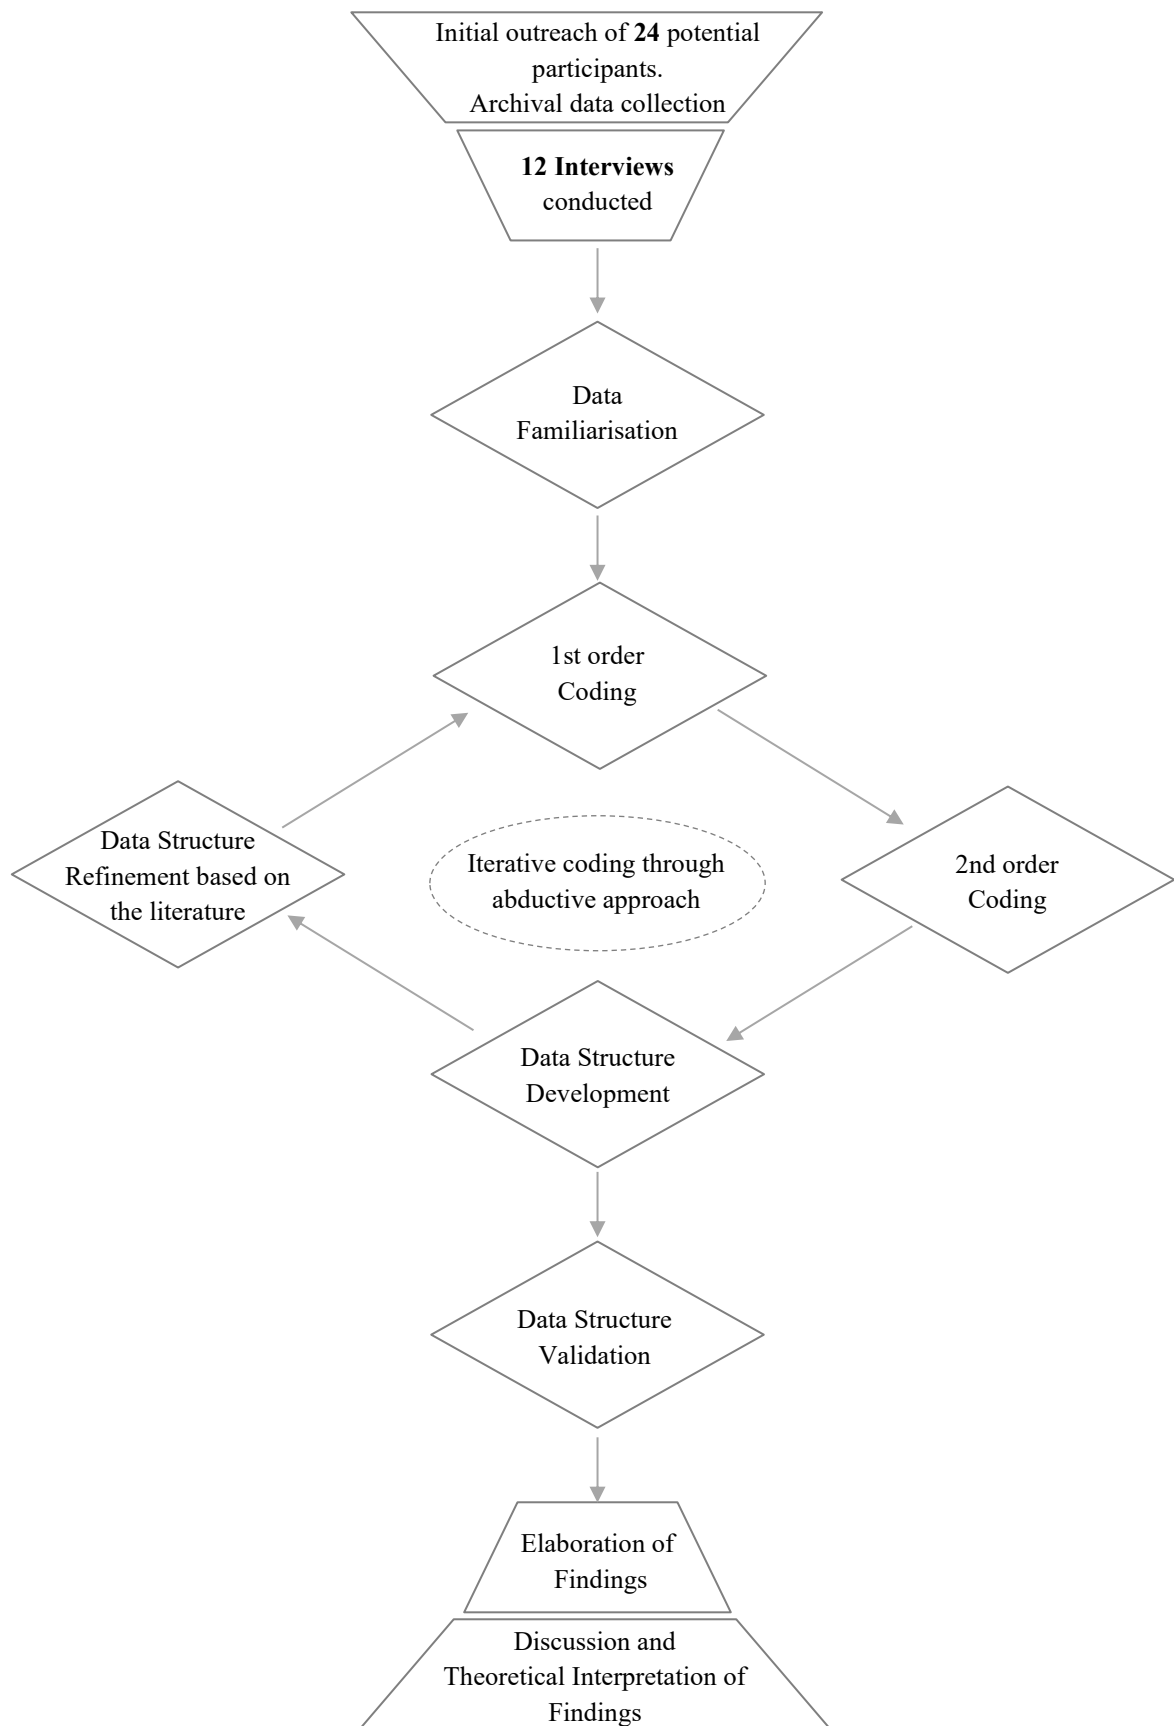 Initial outreach of 24 potential
participants.
Archival data collection
12 Interviews
conducted
Data
Familiarisation
1st order
Coding
Data Structure
Refinement based on
the literature
Iterative coding through
abductive approach
2nd order
Coding
Data Structure
Development
Data Structure
Validation
Elaboration of
Findings
Discussion and
Theoretical Interpretation of
Findings